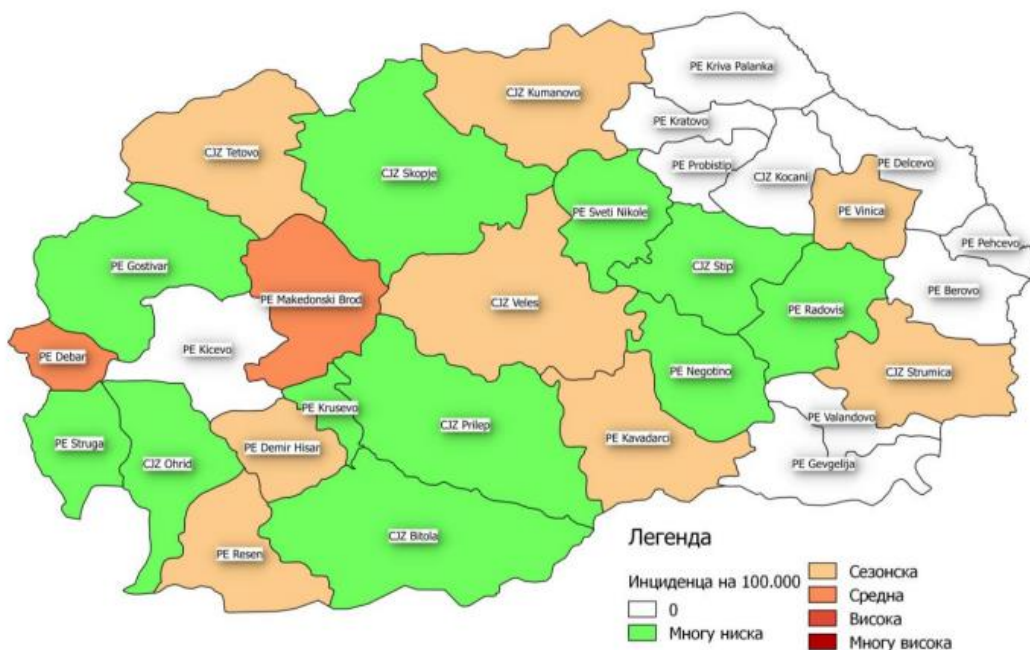 PE Kriva Palanka
CJZ Kumanovo
PE Kratovo
CJZ Tetovo
PE Probistip
PE Delcevo
CJZ Skopje
CJZ Kocani
PE Sveti Nikole
PE Vinica
PE Pehcevo
PE Gostivar
CJZ Stip
PE Berovo
PE Makedonski Brod
CJZ Veles
PE Radovis
PE Debar
PE Kicevo
PE Negotino
CJZ Strumica
PE Krusevo
PE Valandovo
CJZ Prilep
PE Kavadarci
PE Struga
PE Demir Hisar
PE Gevgelija
CJZ Ohrid
CJZ Bitola
PE Resen
Легенда
Инциденца на 100.000
0
Многу ниска
Сезонска
Средна
Висока
Многу висока